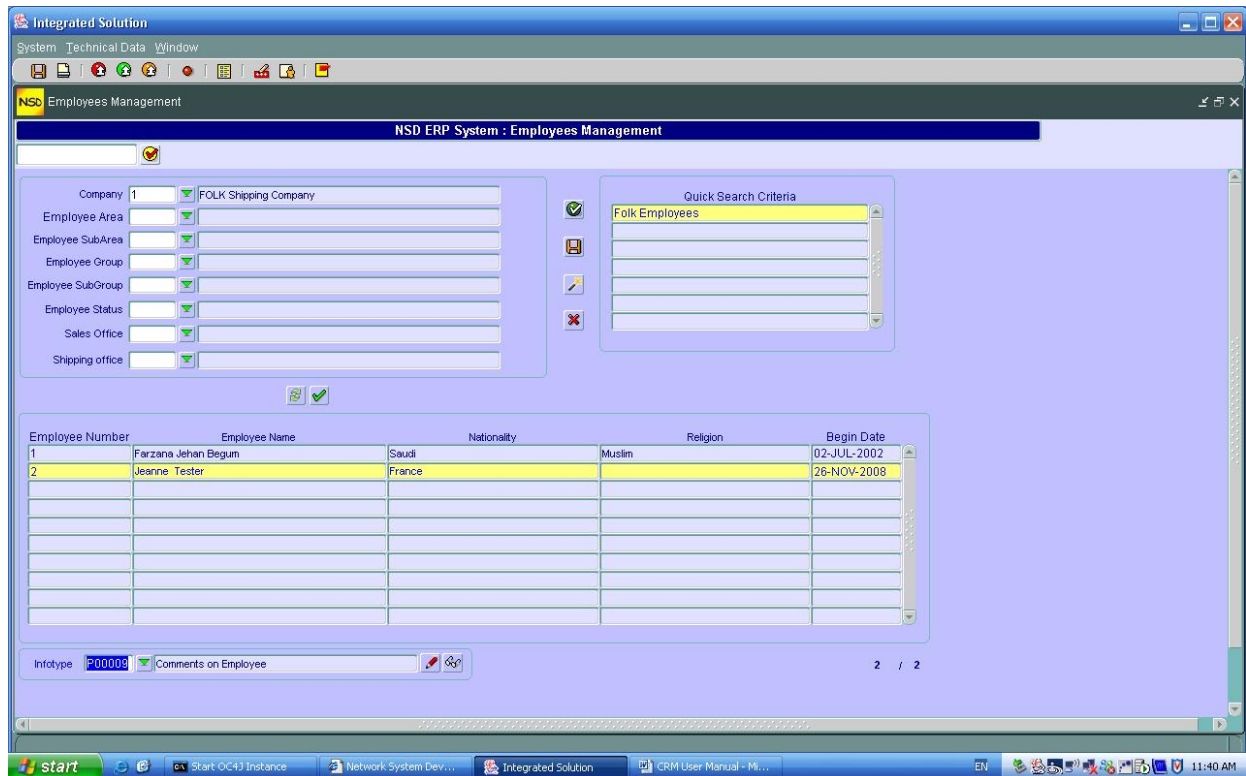 Integrated Solution
System Technical Data Window
NSD Employees Management
NSD ERP System : Employees Management
Company 1 FOLK Shipping Company
Employee Area
Employee SubArea
Employee Group
Employee SubGroup
Employee Status
Sales Office
Shipping office
Quick Search Criteria
Folk Employees
Employee Number Employee Name Nationality Religion Begin Date
1 Farzana Jehan Begum Saudi Muslim 02-JUL-2002
2 Jeanne Tester France 26-NOV-2008
Infotype P00009 Comments on Employee 2 / 2
start Start OC4J Instance Network System Dev... Integrated Solution CRM User Manual - Mi... EN 11:40 AM